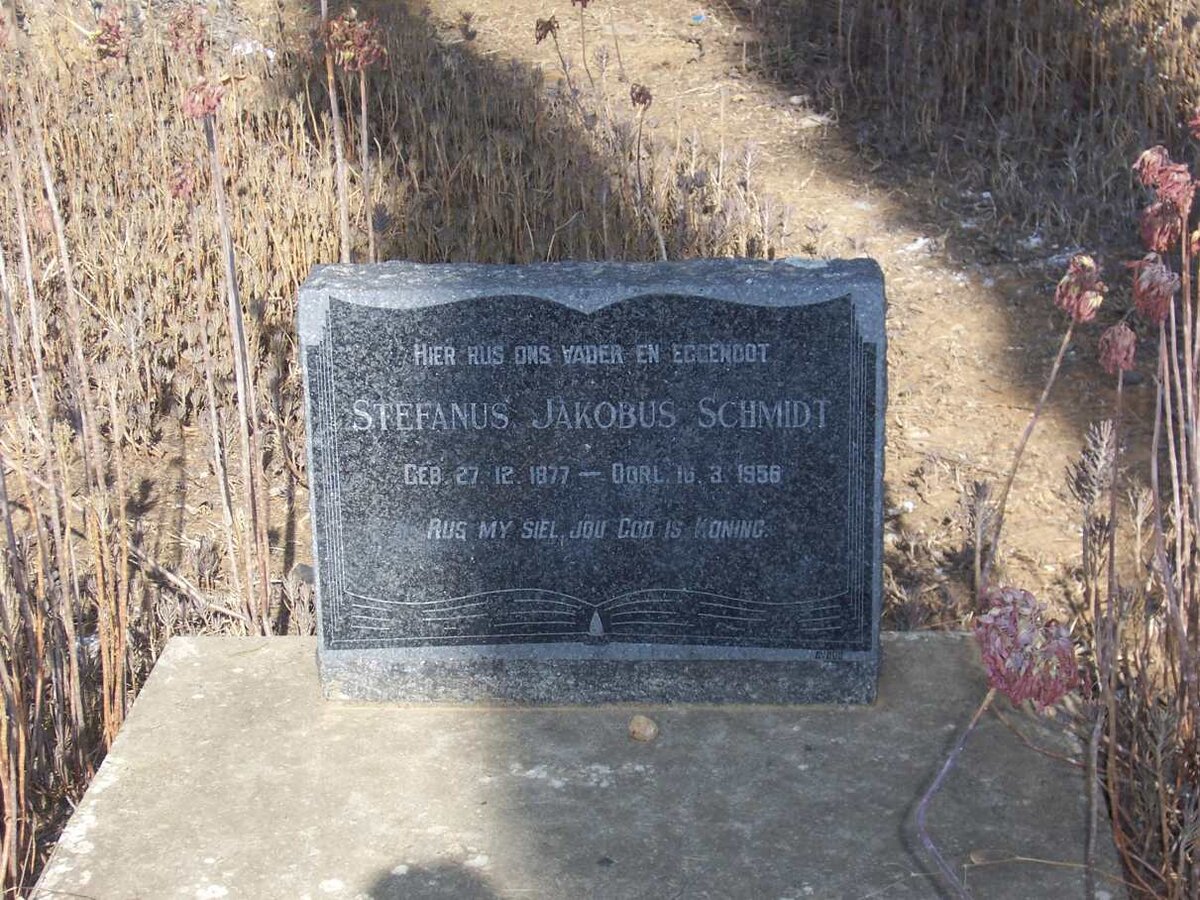 HIER RUS ONS VADER EN EGGENOOT
STEFANUS JAKOBUS SCHMIDT
GEB. 27. 12. 1877 — OORL. 16. 3. 1956
RUS MY SIEL, JOU GOD IS KONING.